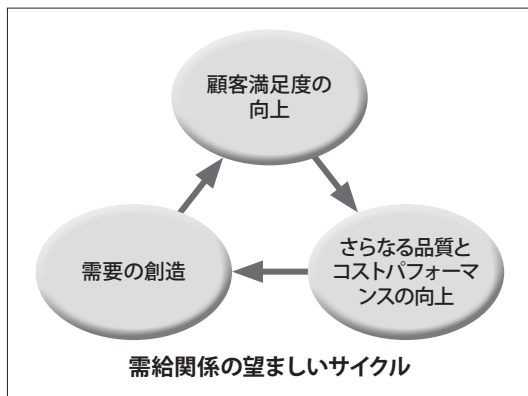 顧客満足度の
向上
さらなる品質と
コストパフォーマ
ンスの向上
需要の創造
需給関係の望ましいサイクル